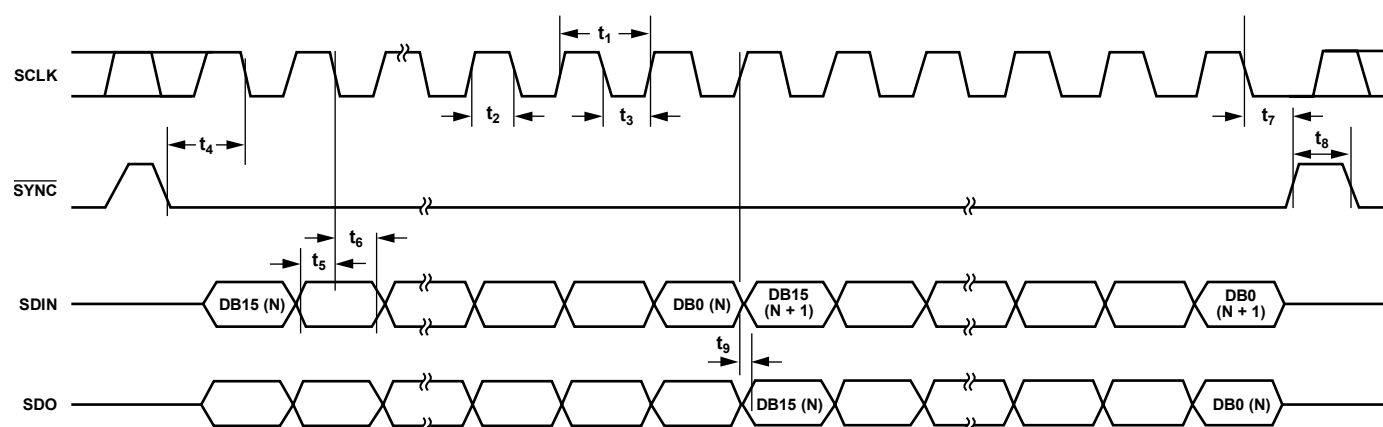 t1
SCLK
t2
t3
t7
t4
t8
SYNC
t6
t5
SDIN
DB15 (N)
DB0 (N)
DB15
(N + 1)
DB0
(N + 1)
t9
SDO
DB15 (N)
DB0 (N)